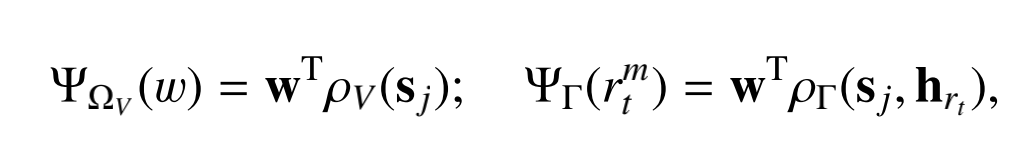 Ψ_{Ω_V}(w) = 𝐰^T ρ_V(𝐬_j);  Ψ_Γ(r_t^m) = 𝐰^T ρ_Γ(𝐬_j, 𝐡_{r_t}),